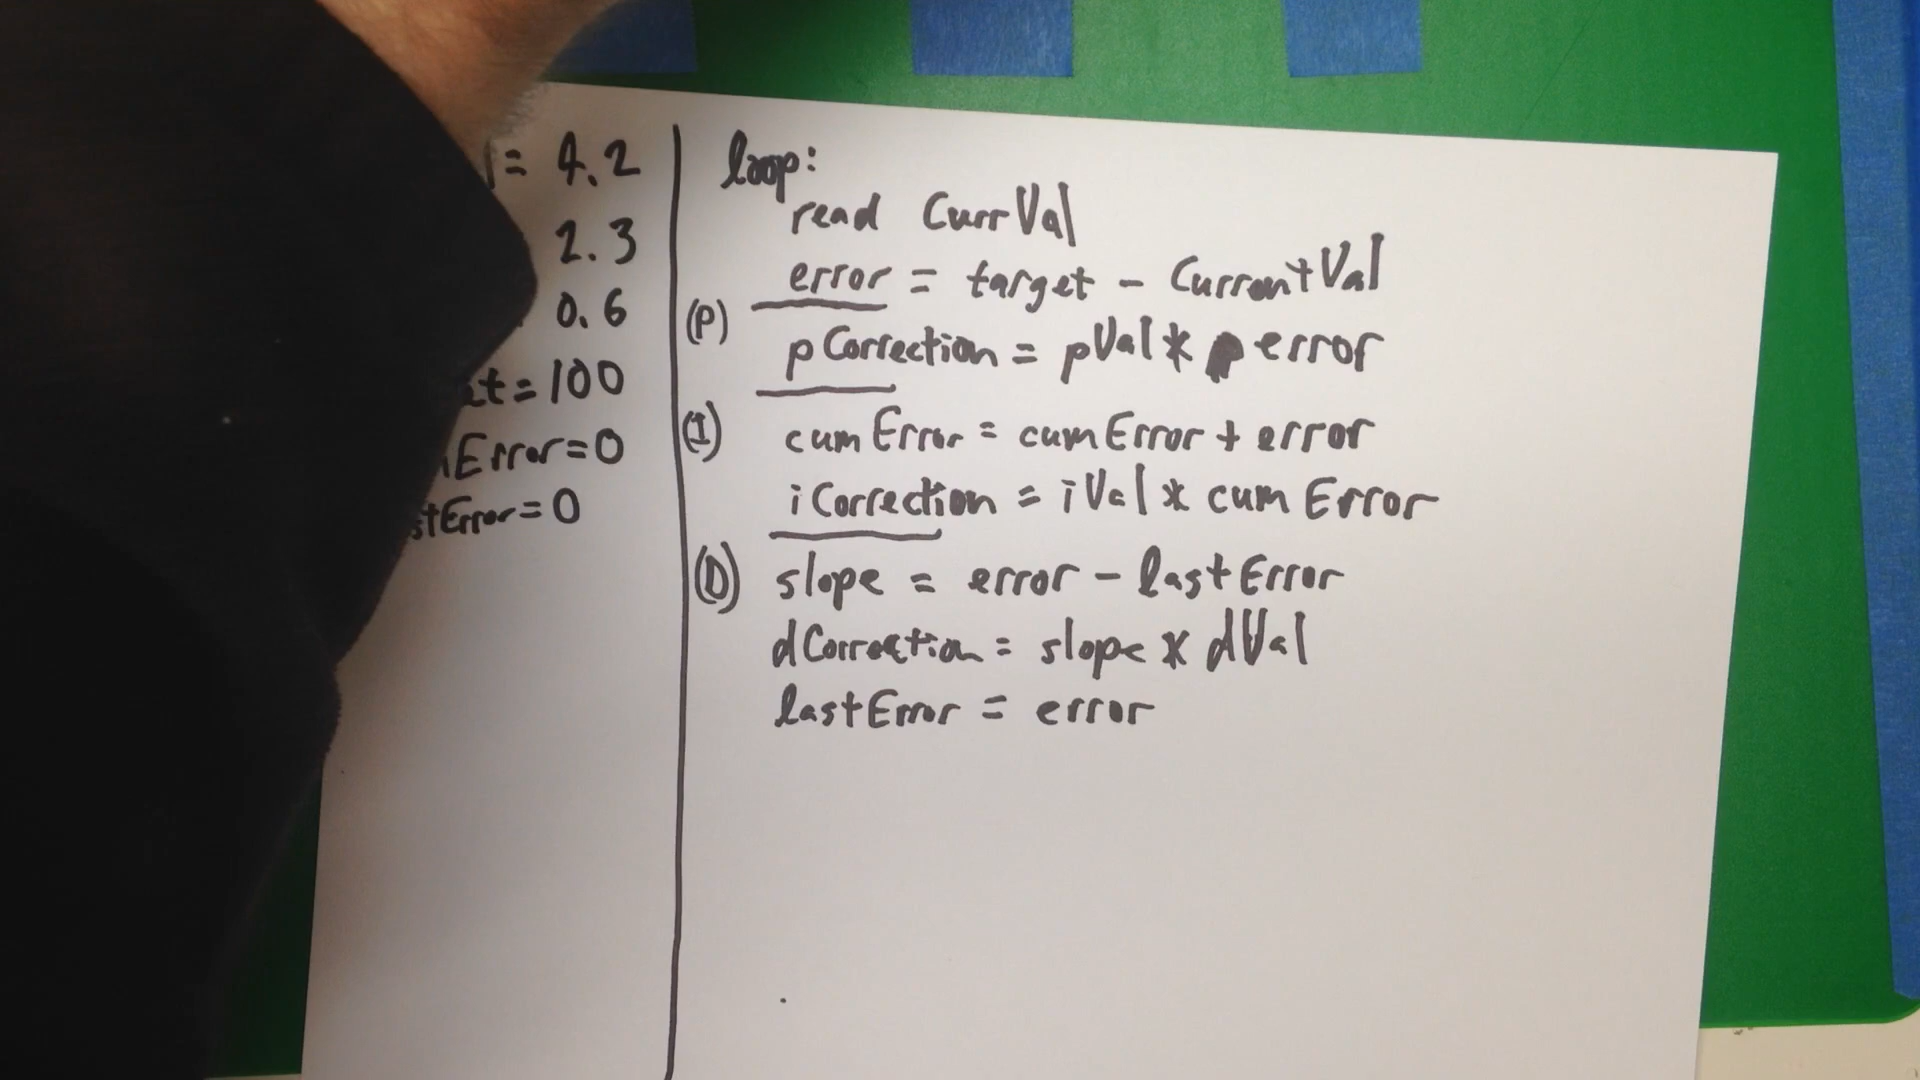 = 4.2
2.3
0.6
t=100
Error=0
stError=0
loop:
read CurrVal
error = target - CurrentVal
(P)
pCorrection = pVal * error
(I)
cumError = cumError + error
iCorrection = iVal * cumError
(D) slope = error - lastError
dCorrection = slope * dVal
lastError = error